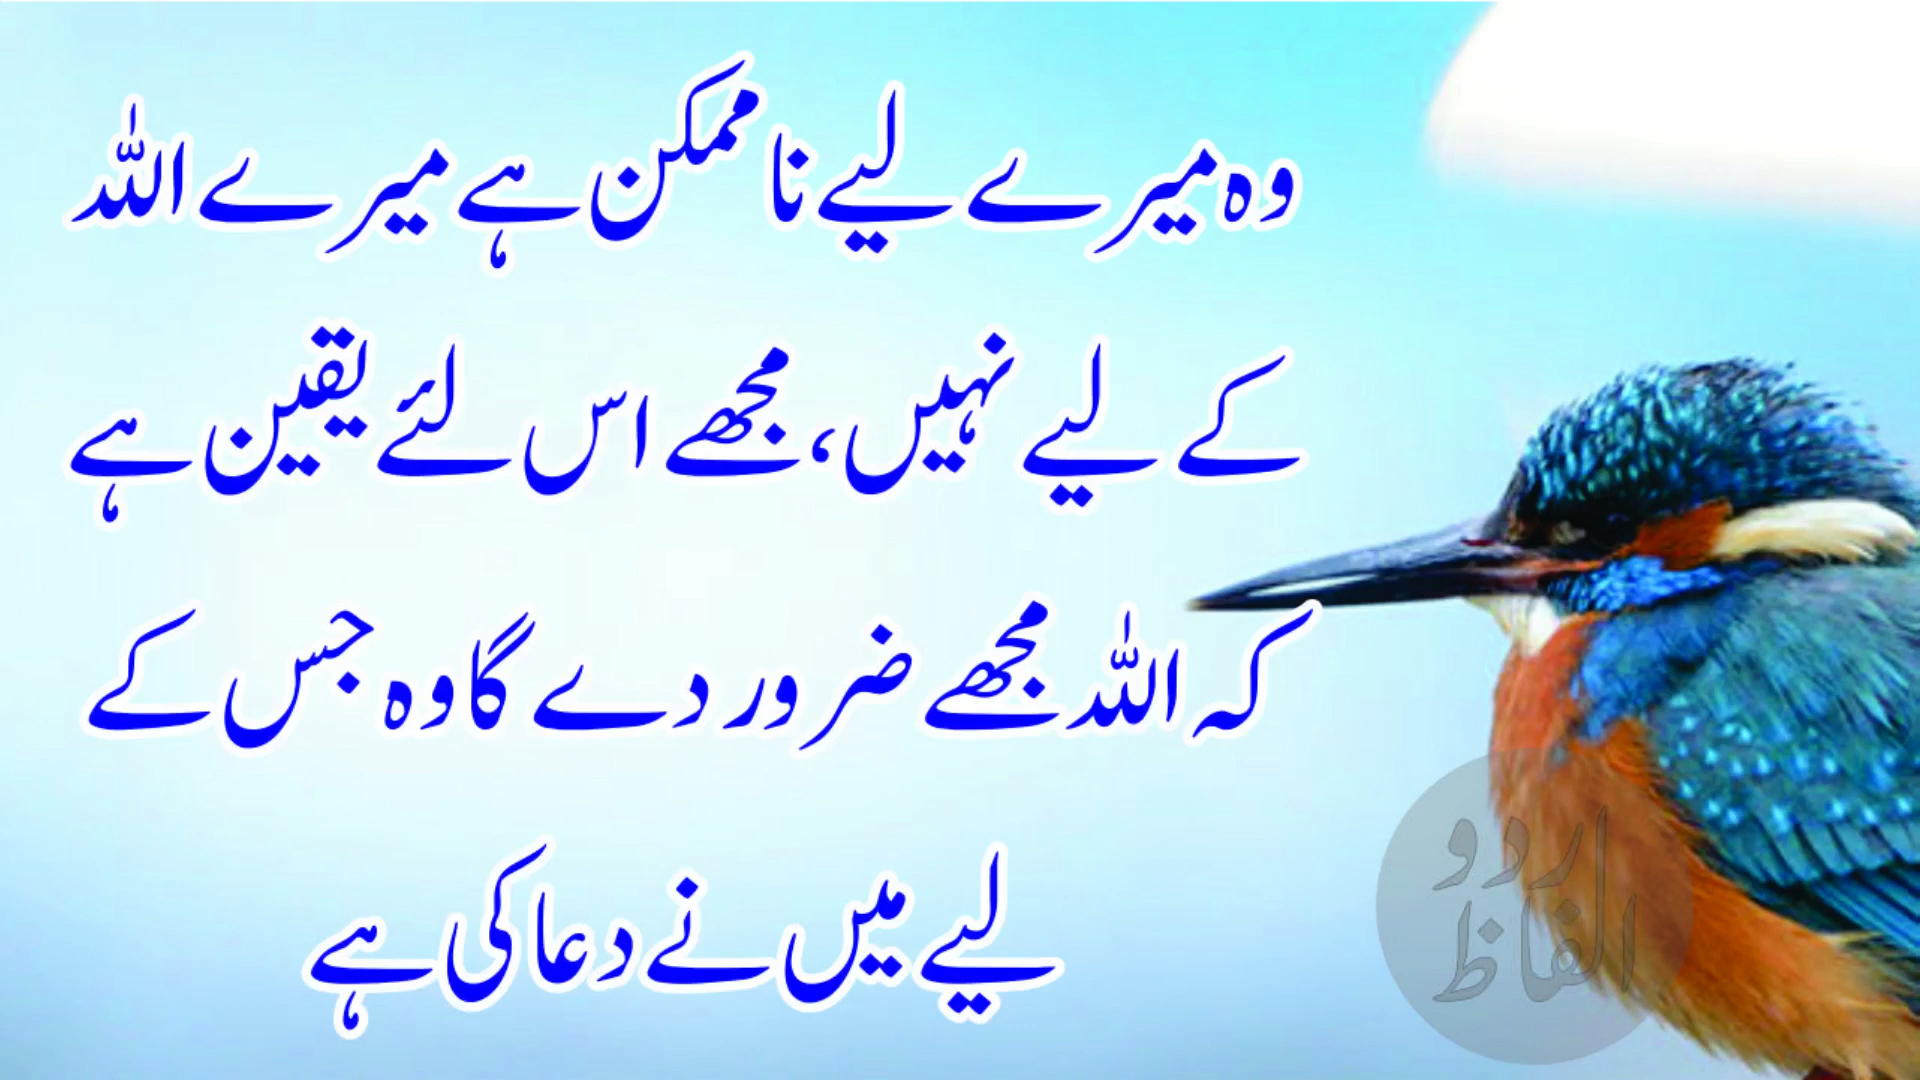 وہ میرے لیے ناممکن ہے میرے اللہ
کے لیے نہیں، مجھے اس لئے یقین ہے
کہ اللہ مجھے ضرور دے گا وہ جس کے
لیے میں نے دعا کی ہے
اردو
الفاظ